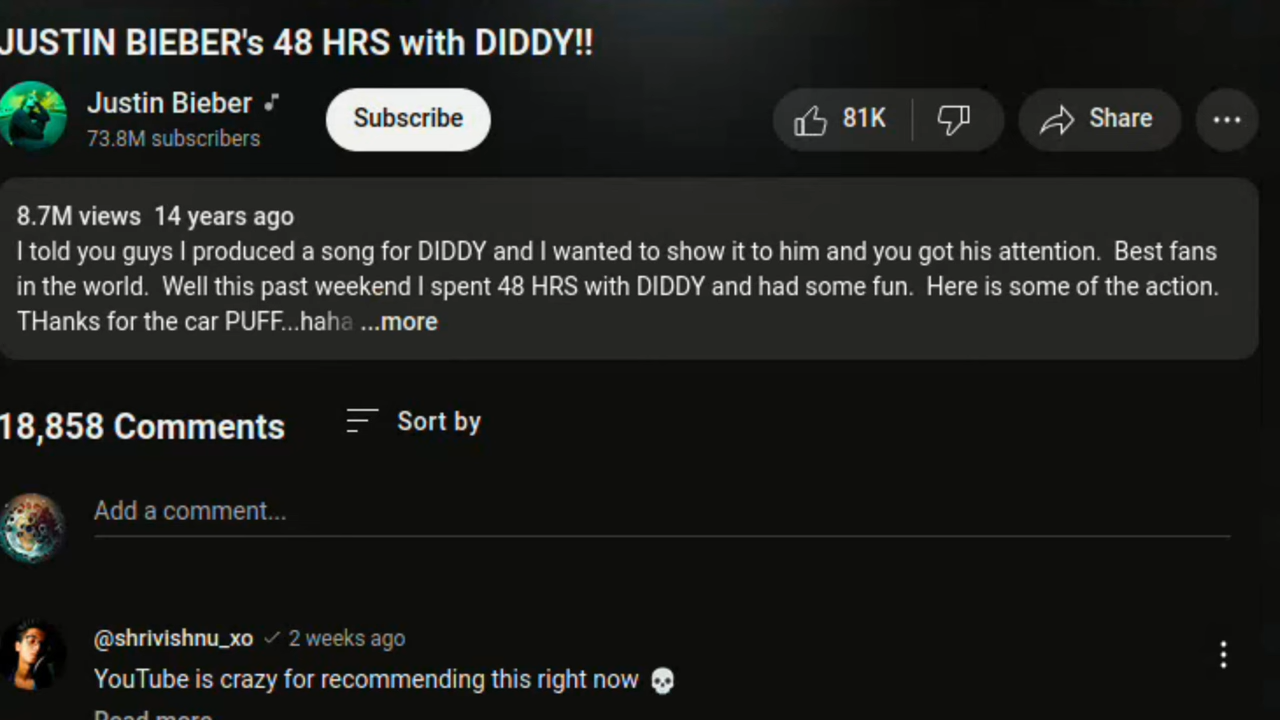 JUSTIN BIEBER's 48 HRS with DIDDY!!
Justin Bieber
73.8M subscribers
Subscribe
81K
Share
8.7M views 14 years ago
I told you guys I produced a song for DIDDY and I wanted to show it to him and you got his attention. Best fans
in the world. Well this past weekend I spent 48 HRS with DIDDY and had some fun. Here is some of the action.
THanks for the car PUFF...haha ...more
18,858 Comments
Sort by
Add a comment...
@shrivishnu_xo 2 weeks ago
YouTube is crazy for recommending this right now 💀
Read more